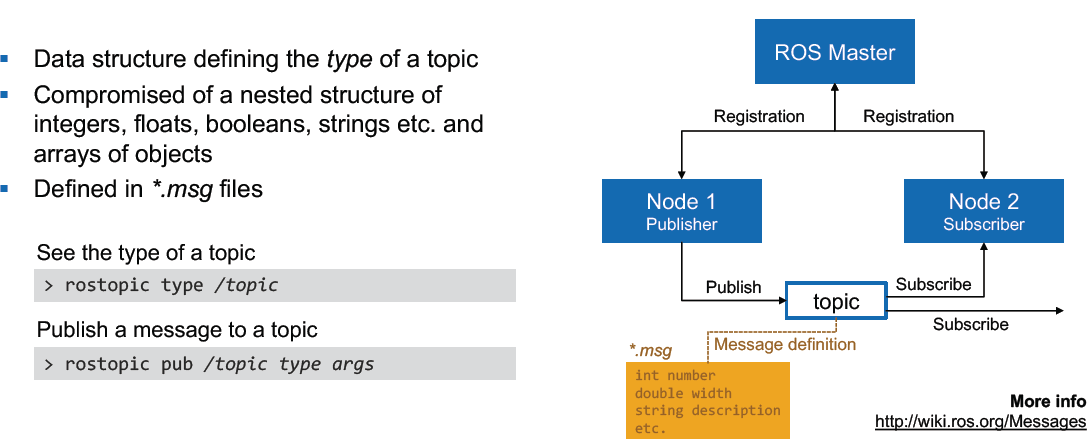 Data structure defining the type of a topic
Compromised of a nested structure of
integers, floats, booleans, strings etc. and
arrays of objects
Defined in *.msg files
See the type of a topic
> rostopic type /topic
Publish a message to a topic
> rostopic pub /topic type args
ROS Master
Registration
Registration
Node 1
Publisher
Node 2
Subscriber
Publish
topic
Subscribe
Subscribe
Message definition
*.msg
int number
double width
string description
etc.
More info
http://wiki.ros.org/Messages